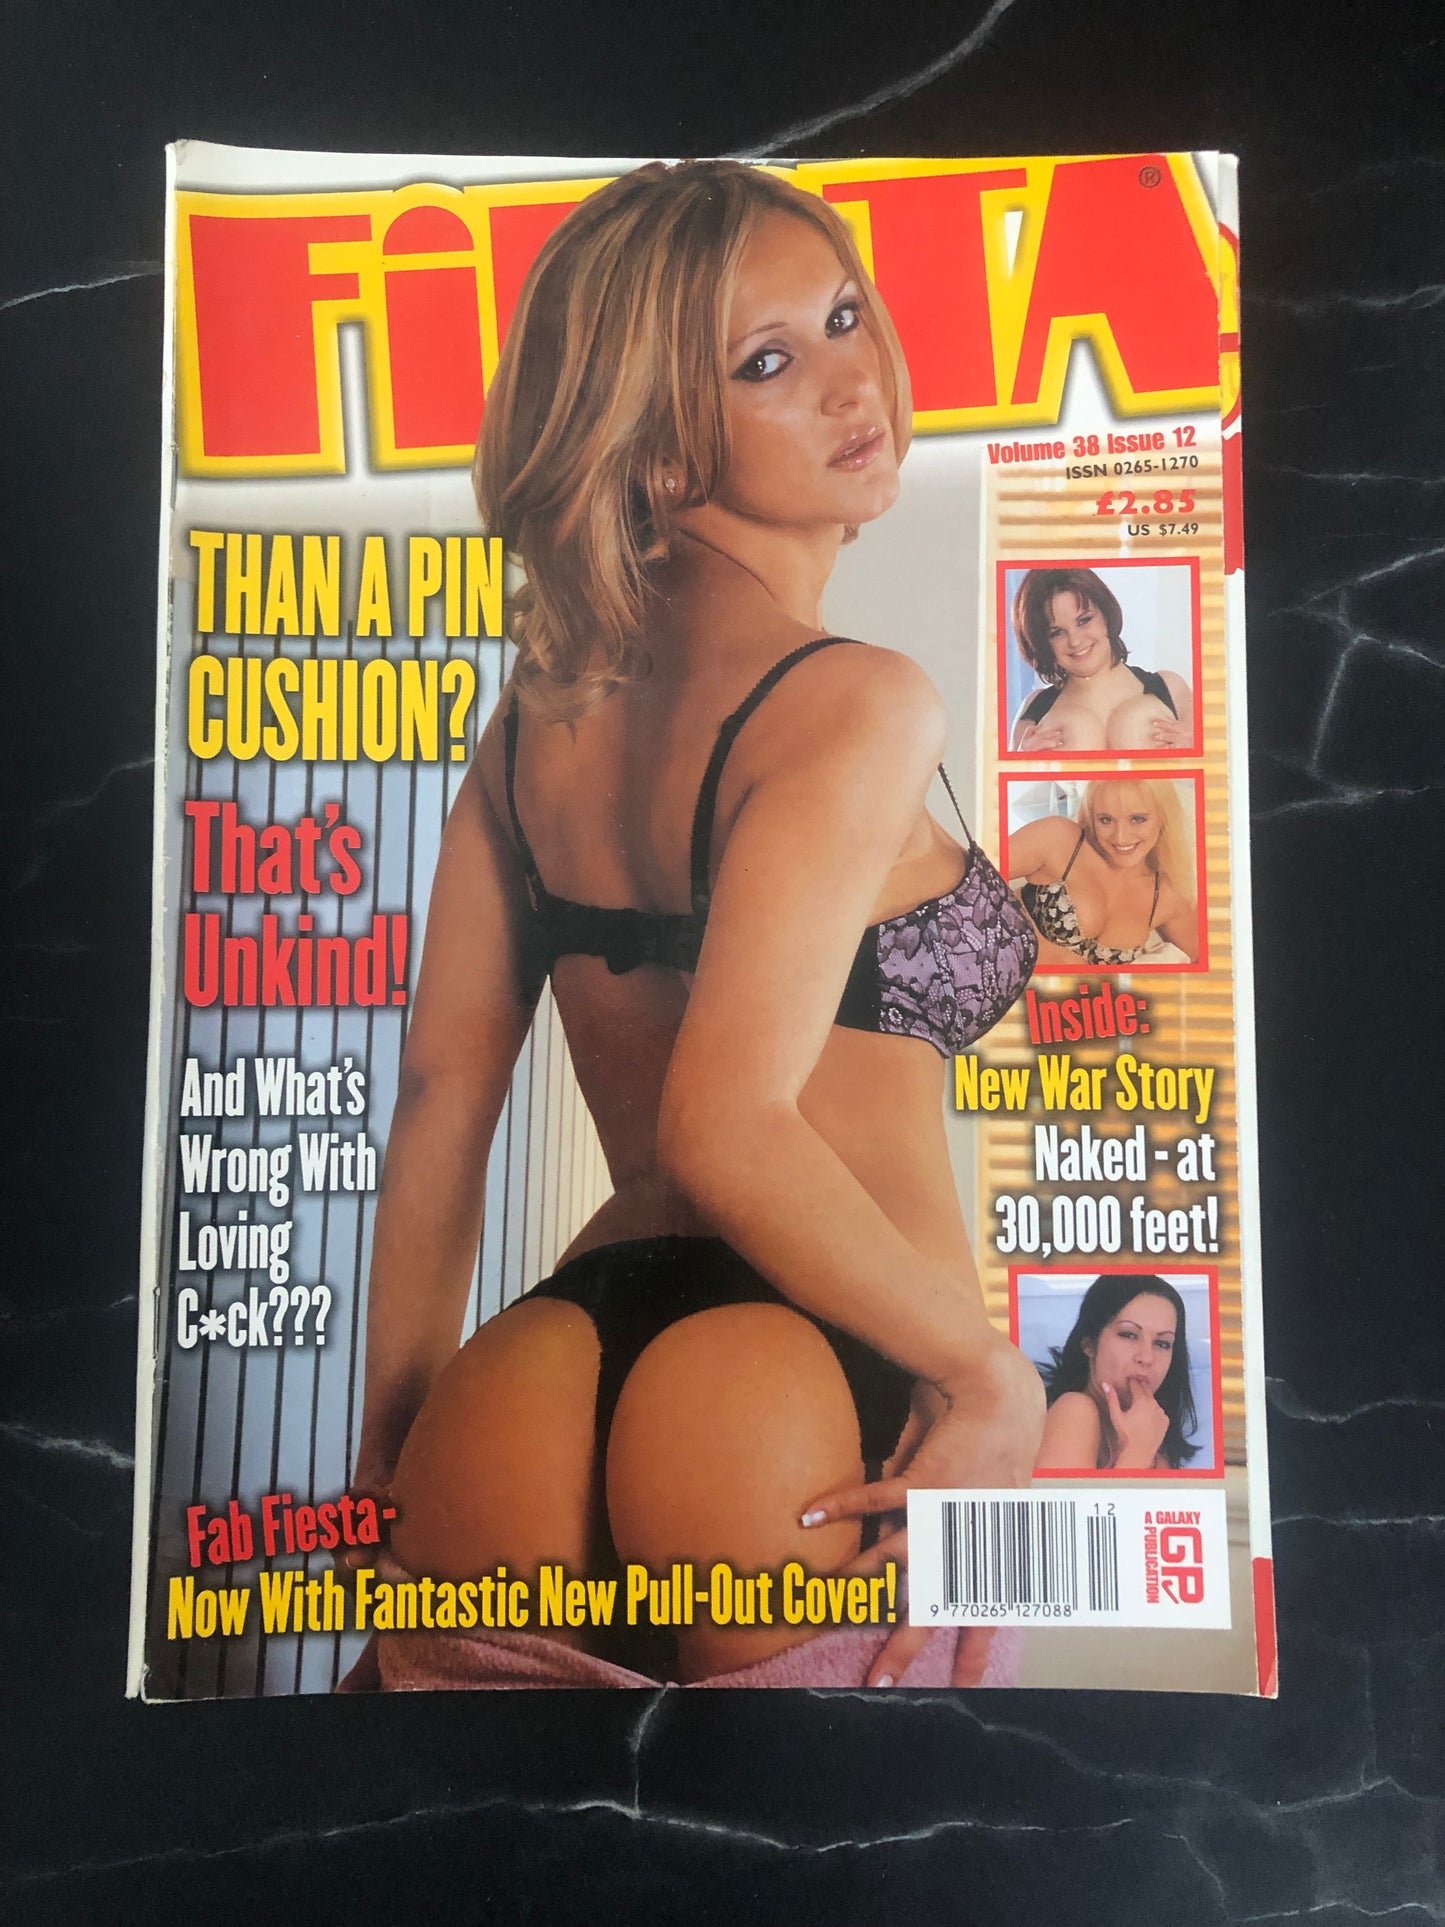 FiESTA®
Volume 38 Issue 12
ISSN 0265-1270
£2.85
US $7.49
THAN A PIN
CUSHION?
That's
Unkind!
And What's
Wrong With
Loving
C*ck???
Inside:
New War Story
Naked - at
30,000 feet!
Fab Fiesta-
Now With Fantastic New Pull-Out Cover!
12
9 770265 127088
A GALAXY
GP
PUBLICATION